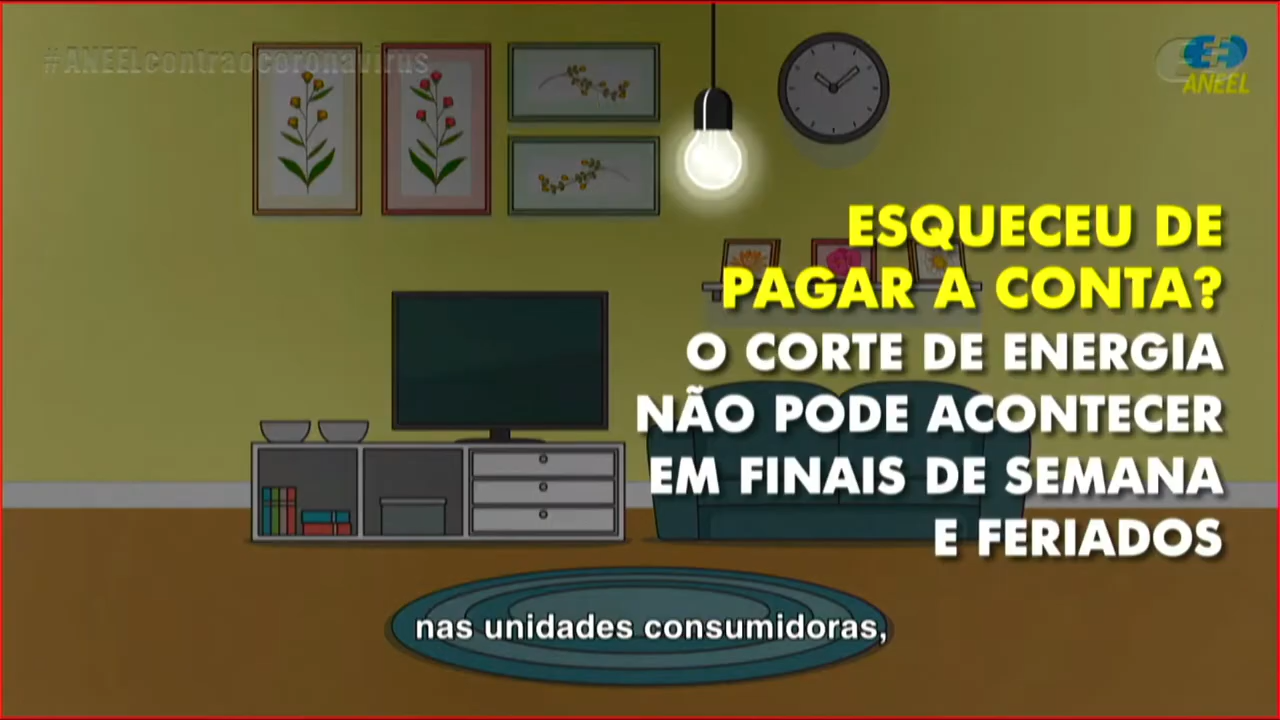 #ANEELcontraocoronavírus
ANEEL
ESQUECEU DE
PAGAR A CONTA?
O CORTE DE ENERGIA
NÃO PODE ACONTECER
EM FINAIS DE SEMANA
E FERIADOS
nas unidades consumidoras,